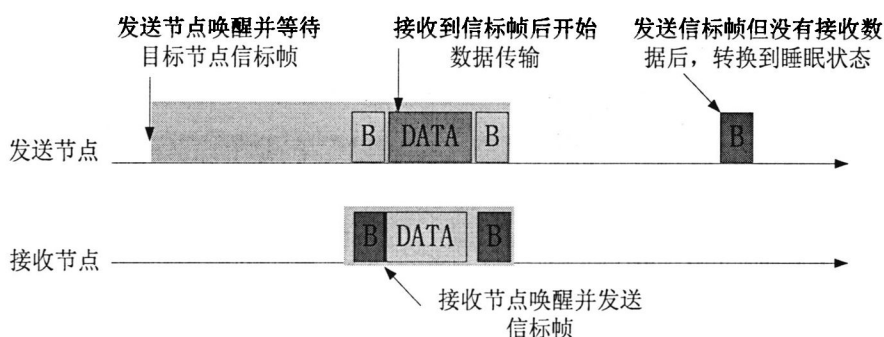 发送节点唤醒并等待
目标节点信标帧
接收到信标帧后开始
数据传输
发送信标帧但没有接收数
据后，转换到睡眠状态
发送节点
B
DATA
B
B
接收节点
B
DATA
B
接收节点唤醒并发送
信标帧